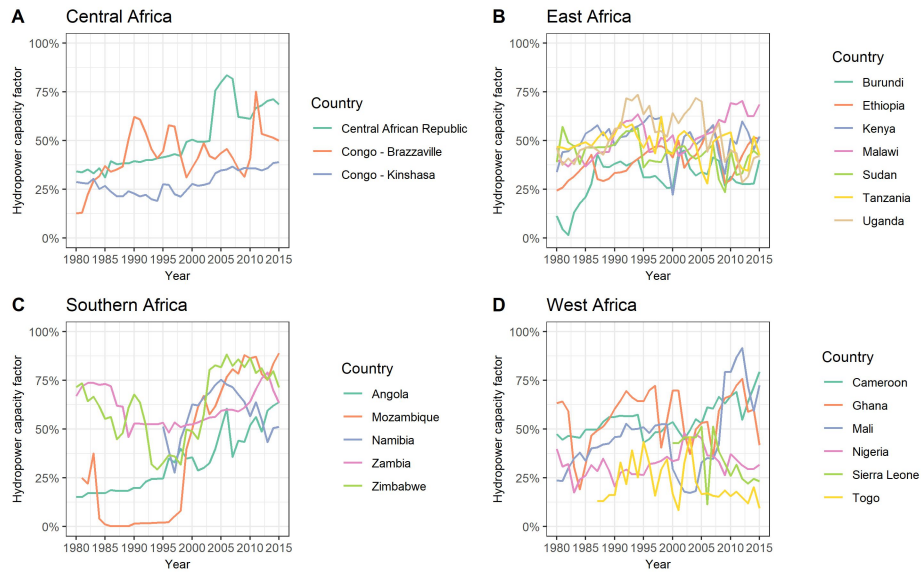 A Central Africa
Hydropower capacity factor
100%
75%
50%
25%
0%
1980 1985 1990 1995 2000 2005 2010 2015
Year
Country
Central African Republic
Congo - Brazzaville
Congo - Kinshasa
B East Africa
Hydropower capacity factor
100%
75%
50%
25%
0%
1980 1985 1990 1995 2000 2005 2010 2015
Year
Country
Burundi
Ethiopia
Kenya
Malawi
Sudan
Tanzania
Uganda
C Southern Africa
Hydropower capacity factor
100%
75%
50%
25%
0%
1980 1985 1990 1995 2000 2005 2010 2015
Year
Country
Angola
Mozambique
Namibia
Zambia
Zimbabwe
D West Africa
Hydropower capacity factor
100%
75%
50%
25%
0%
1980 1985 1990 1995 2001 2005 2010 2015
Year
Country
Cameroon
Ghana
Mali
Nigeria
Sierra Leone
Togo